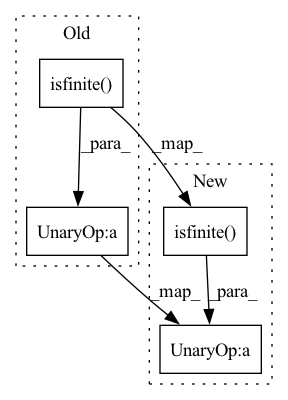 Old
isfinite()
_para_
_map_
New
UnaryOp:a
isfinite()
_map_
_para_
UnaryOp:a